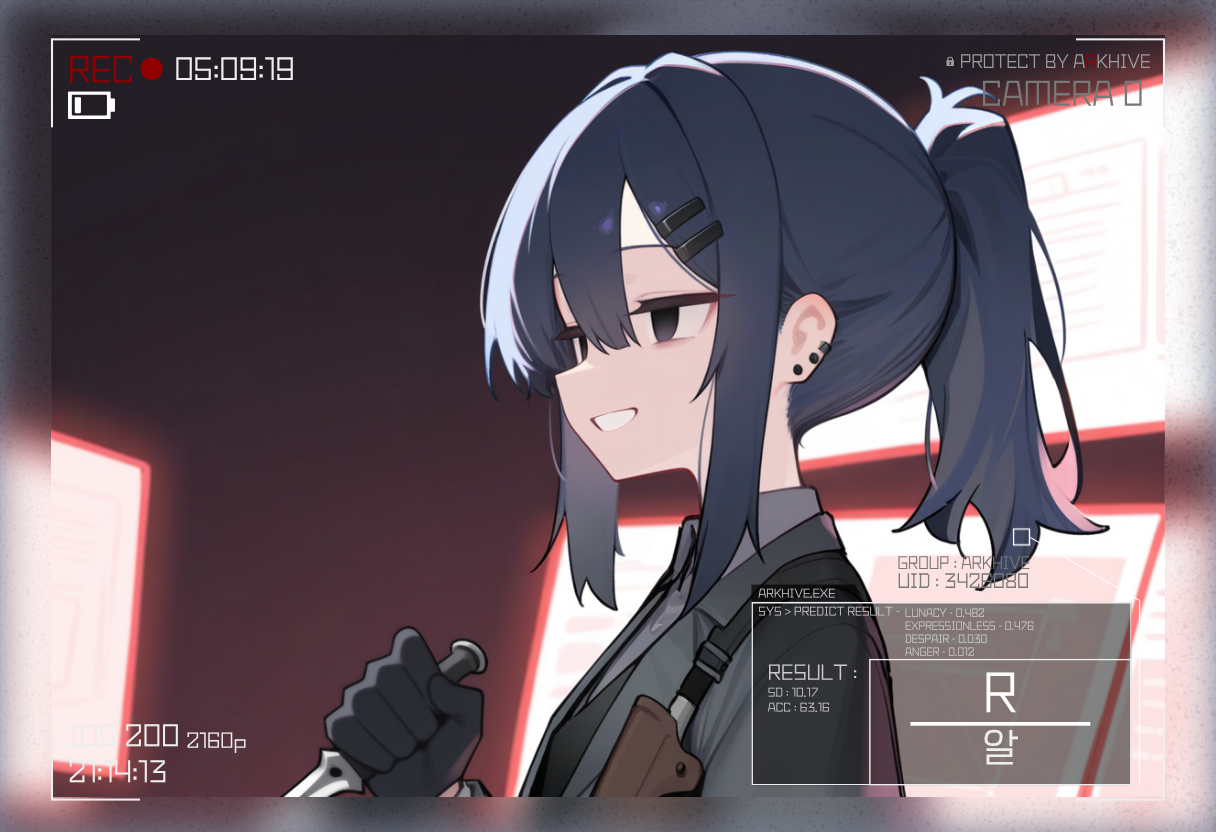 REC 05:09:19
PROTECT BY ARKHIVE
CAMERA 0
GROUP : ARKHIVE
UID : 3428080
ARKHIVE.EXE
SYS > PREDICT RESULT - LUNACY - 0.482
EXPRESSIONLESS - 0.476
DESPAIR - 0.030
ANGER - 0.012
RESULT :
SD : 10.17
ACC : 63.16
R
알
200 2160p
21:14:13